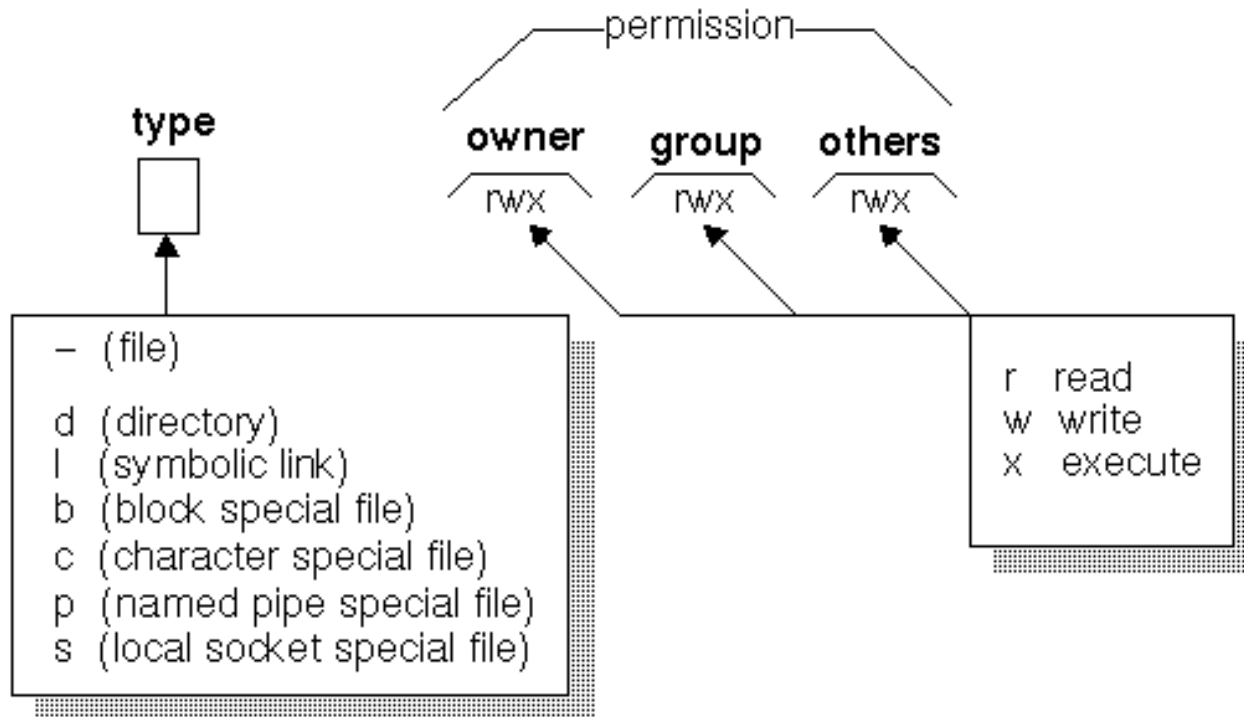 permission
type
owner group others
rwx rwx rwx
– (file)
d (directory)
l (symbolic link)
b (block special file)
c (character special file)
p (named pipe special file)
s (local socket special file)
r read
w write
x execute